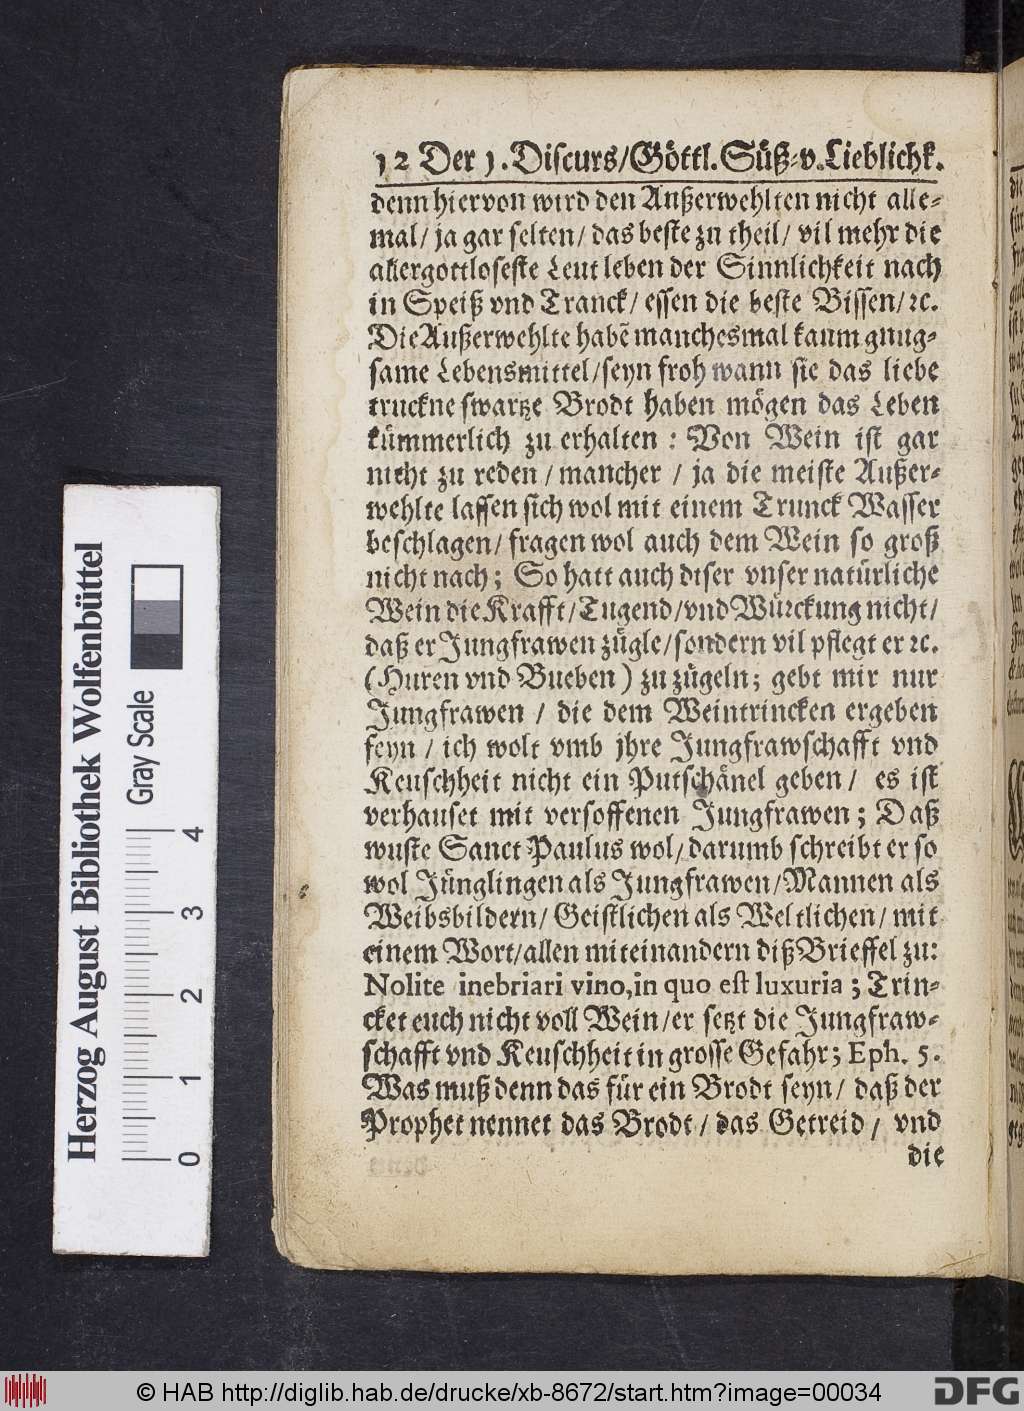 12 Der 1. Discurs/Göttl. Süß- v. Lieblichk.
denn hiervon wird den Außerwehlten nicht alle-
mal/ ja gar selten/ das beste zu theil/ vil mehr die
allergottloseste Leut leben der Sinnlichkeit nach
in Speiß vnd Tranck/ essen die beste Bissen/ ꝛc.
Die Außerwehlte habē manchesmal kaum gnug-
same Lebensmittel/ seyn froh wann sie das liebe
truckne swartze Brodt haben mögen das Leben
kümmerlich zu erhalten : Von Wein ist gar
nicht zu reden / mancher / ja die meiste Außer-
wehlte lassen sich wol mit einem Trunck Wasser
beschlagen/ fragen wol auch dem Wein so groß
nicht nach; So hatt auch diser vnser natürliche
Wein die Krafft/ Tugend/ vnd Würckung nicht/
daß er Jungfrawen zügle/ sondern vil pflegt er ꝛc.
(Huren vnd Bueben) zu zügeln; gebt mir nur
Jungfrawen / die dem Weintrincken ergeben
seyn / ich wolt vmb jhre Jungfrawschafft vnd
Keuschheit nicht ein Putschänel geben/ es ist
verhauset mit versoffenen Jungfrawen; Daß
wuste Sanct Paulus wol/ darumb schreibt er so
wol Jünglingen als Jungfrawen/ Mannen als
Weibsbildern/ Geistlichen als Weltlichen/ mit
einem Wort/ allen miteinandern diß Brieffel zu:
Nolite inebriari vino, in quo est luxuria; Trin-
cket euch nicht voll Wein/ er setzt die Jungfraw-
schafft vnd Keuschheit in grosse Gefahr; Eph. 5.
Was muß denn das für ein Brodt seyn/ daß der
Prophet nennet das Brodt/ das Getreid/ vnd
die
Herzog August Bibliothek Wolfenbüttel
Gray Scale
0 1 2 3 4
© HAB http://diglib.hab.de/drucke/xb-8672/start.htm?image=00034
DFG